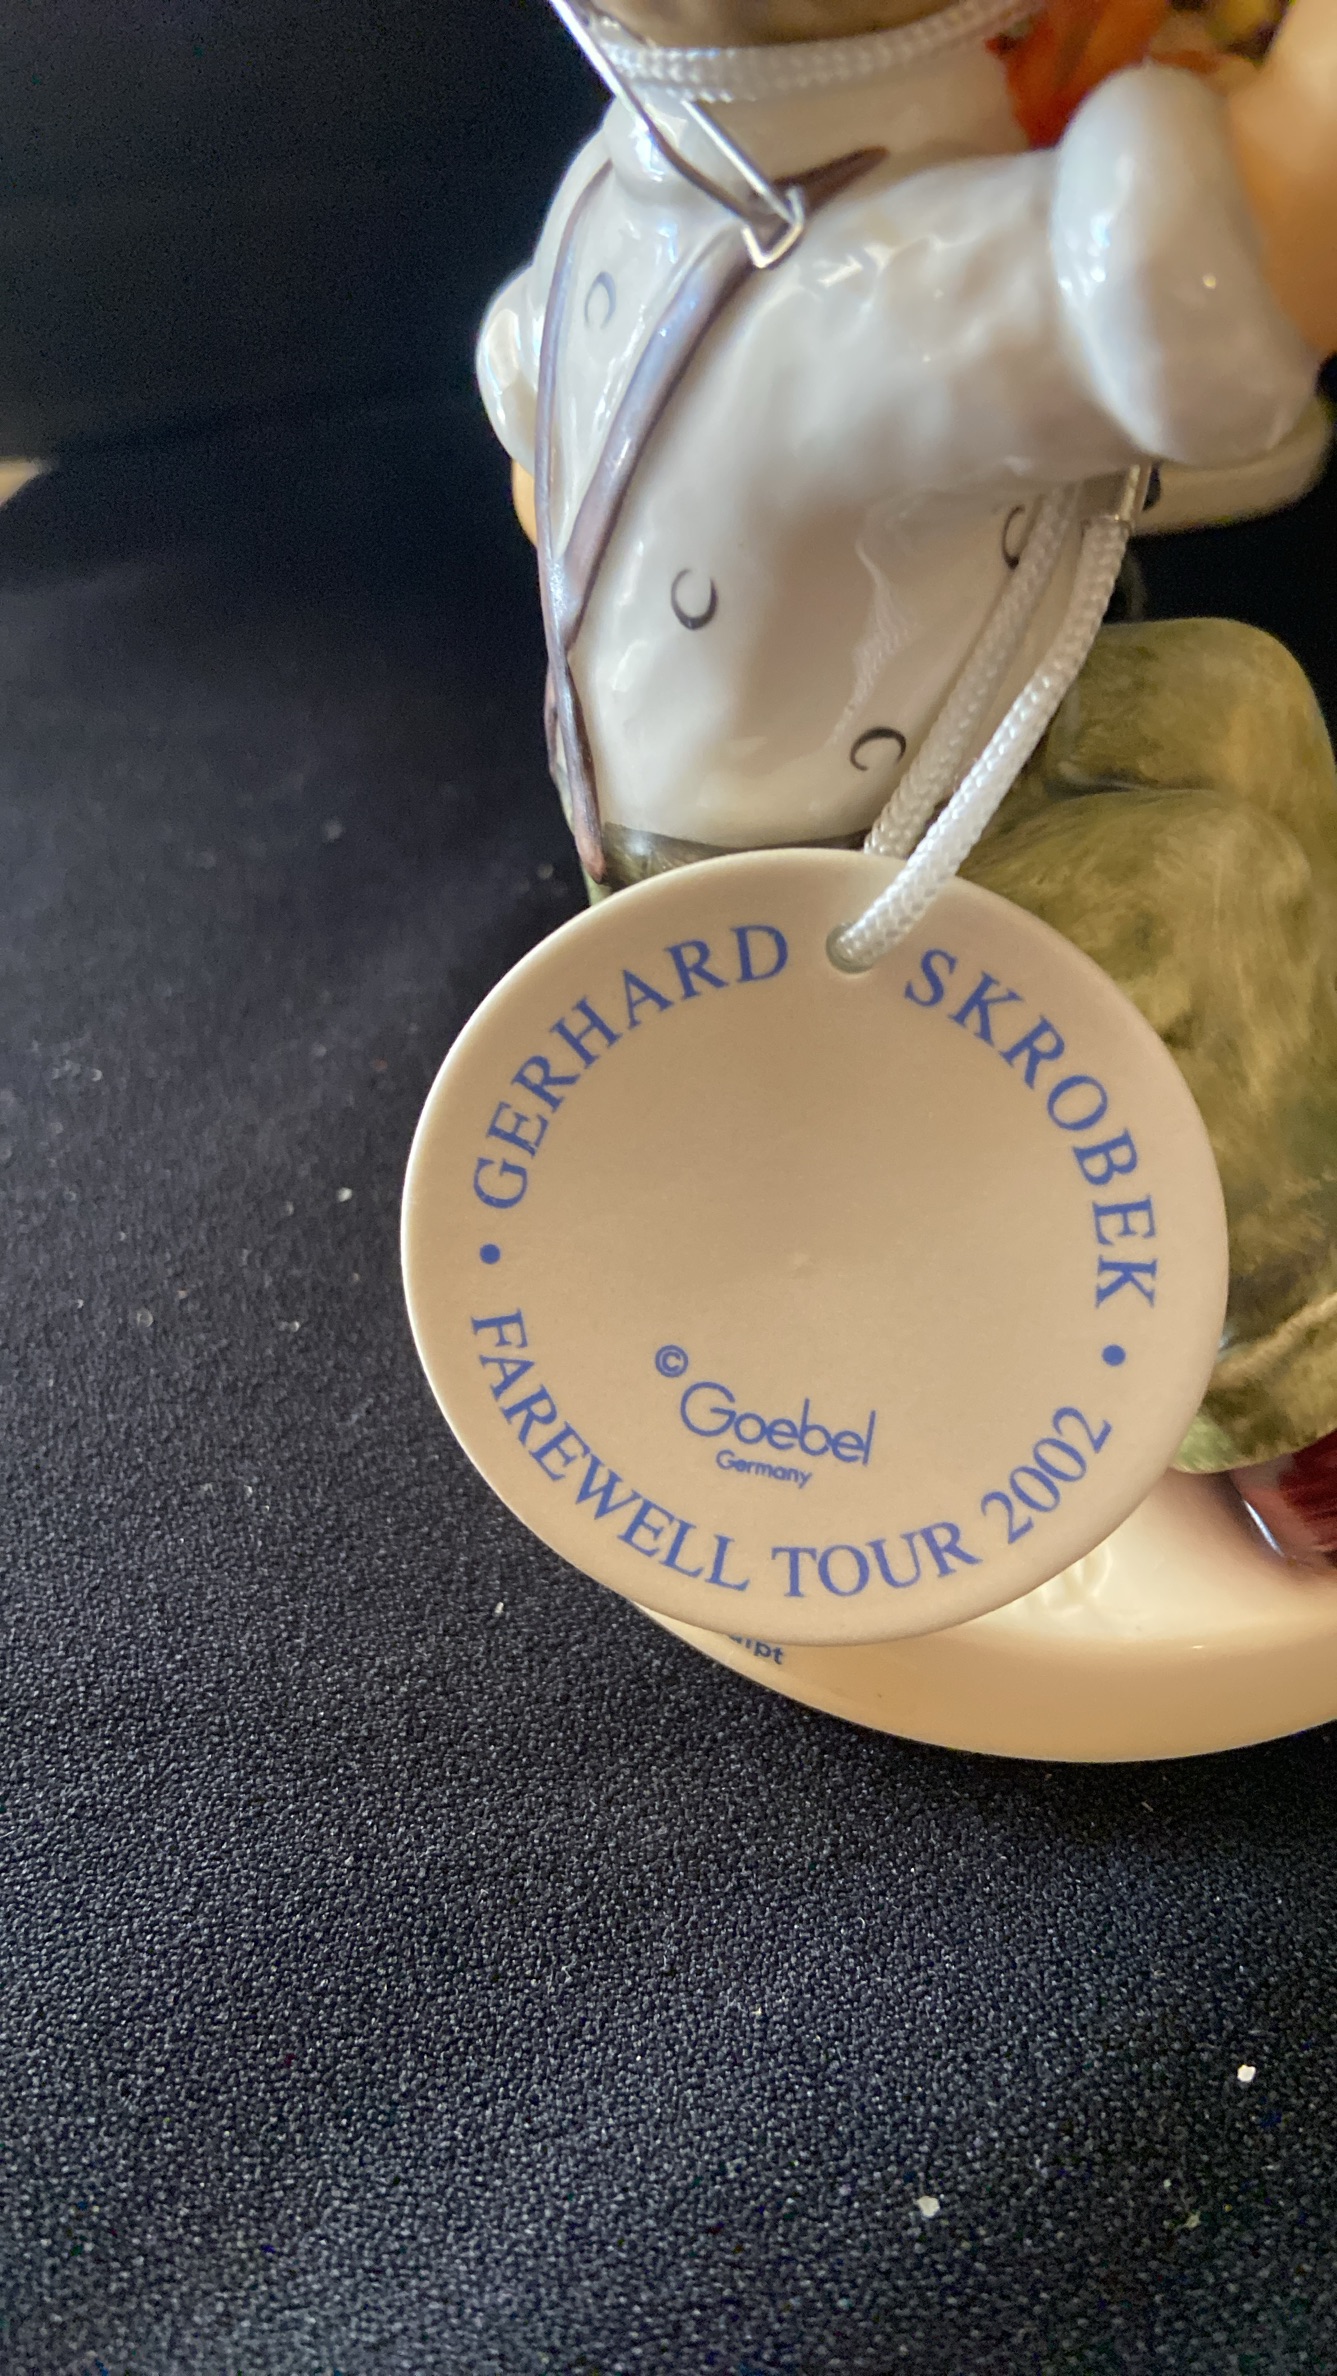 GERHARD SKROBEK
© Goebel
Germany
• FAREWELL TOUR 2002 •